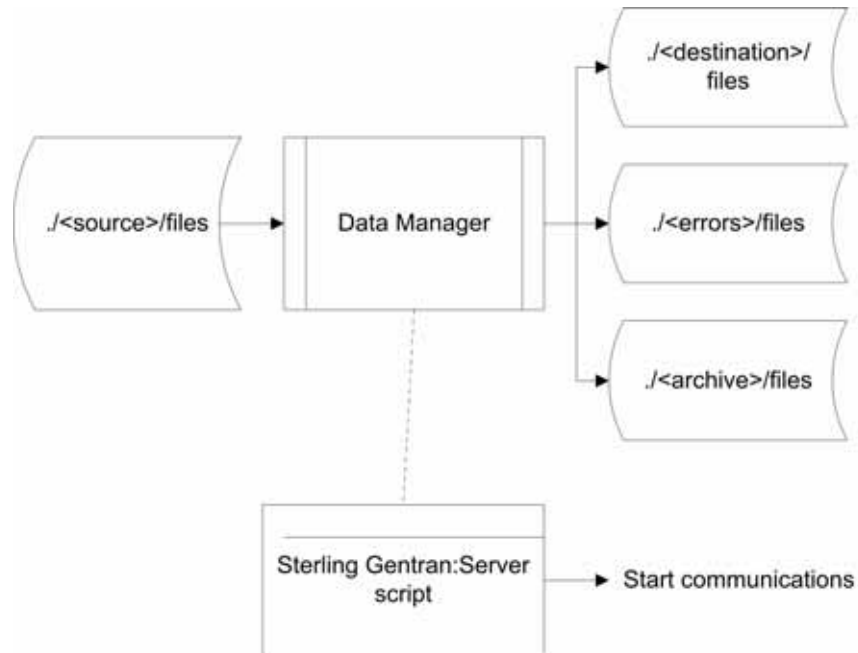 ./<destination>/
files
./<source>/files
Data Manager
./<errors>/files
./<archive>/files
Sterling Gentran:Server
script
Start communications